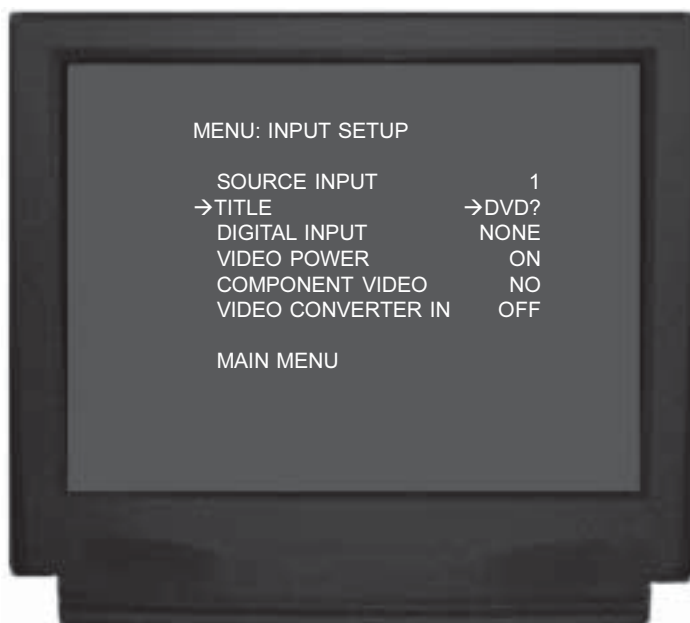 MENU: INPUT SETUP
SOURCE INPUT 1
→TITLE →DVD?
DIGITAL INPUT NONE
VIDEO POWER ON
COMPONENT VIDEO NO
VIDEO CONVERTER IN OFF
MAIN MENU